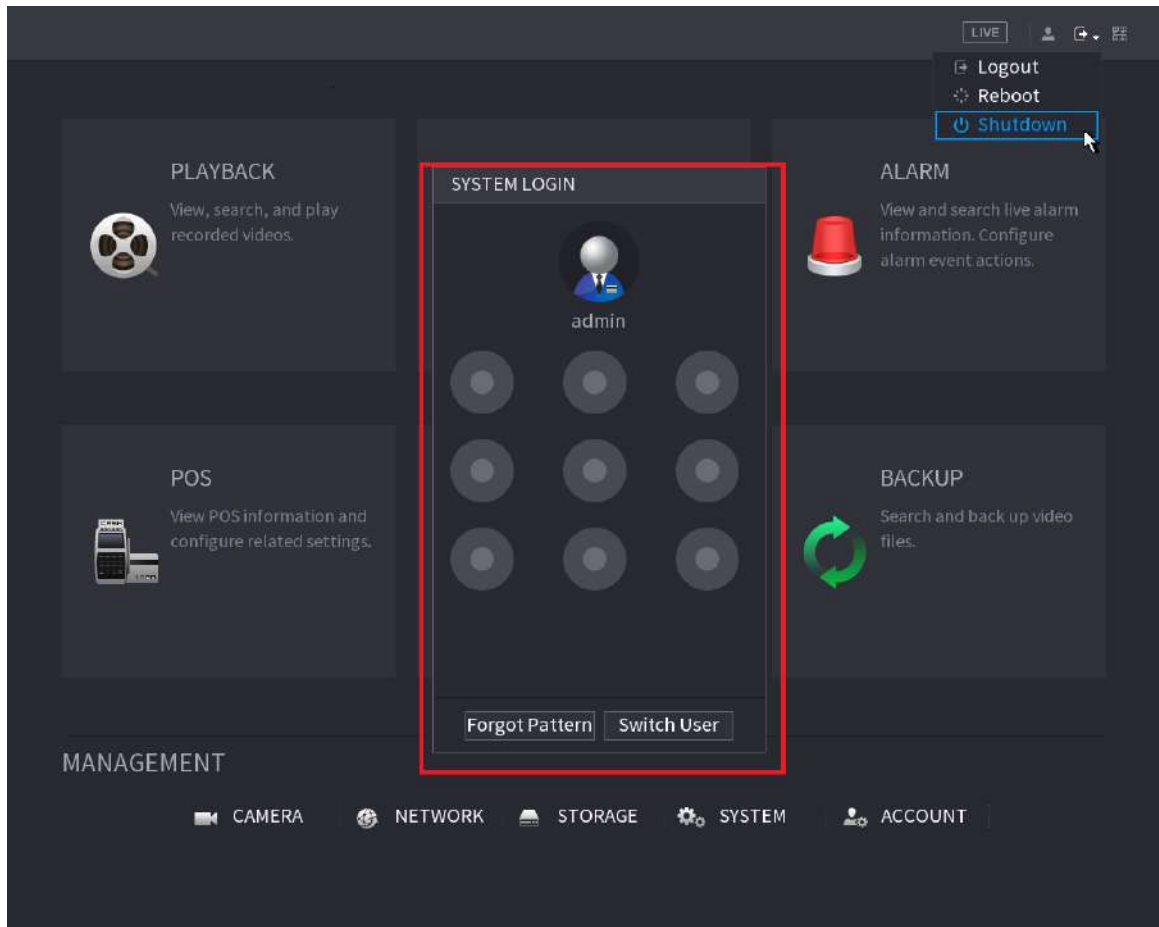 LIVE
Logout
Reboot
Shutdown
PLAYBACK
View, search, and play
recorded videos.
SYSTEM LOGIN
admin
ALARM
View and search live alarm
information. Configure
alarm event actions.
POS
View POS information and
configure related settings.
BACKUP
Search and back up video
files.
Forgot Pattern
Switch User
MANAGEMENT
CAMERA
NETWORK
STORAGE
SYSTEM
ACCOUNT